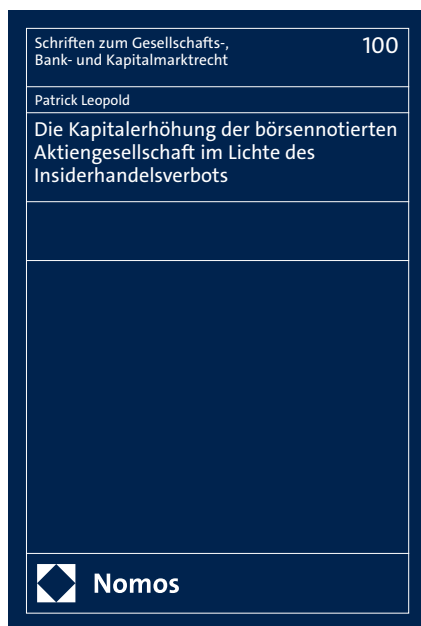 Schriften zum Gesellschafts-,
Bank- und Kapitalmarktrecht
100
Patrick Leopold
Die Kapitalerhöhung der börsennotierten
Aktiengesellschaft im Lichte des
Insiderhandelsverbots
Nomos